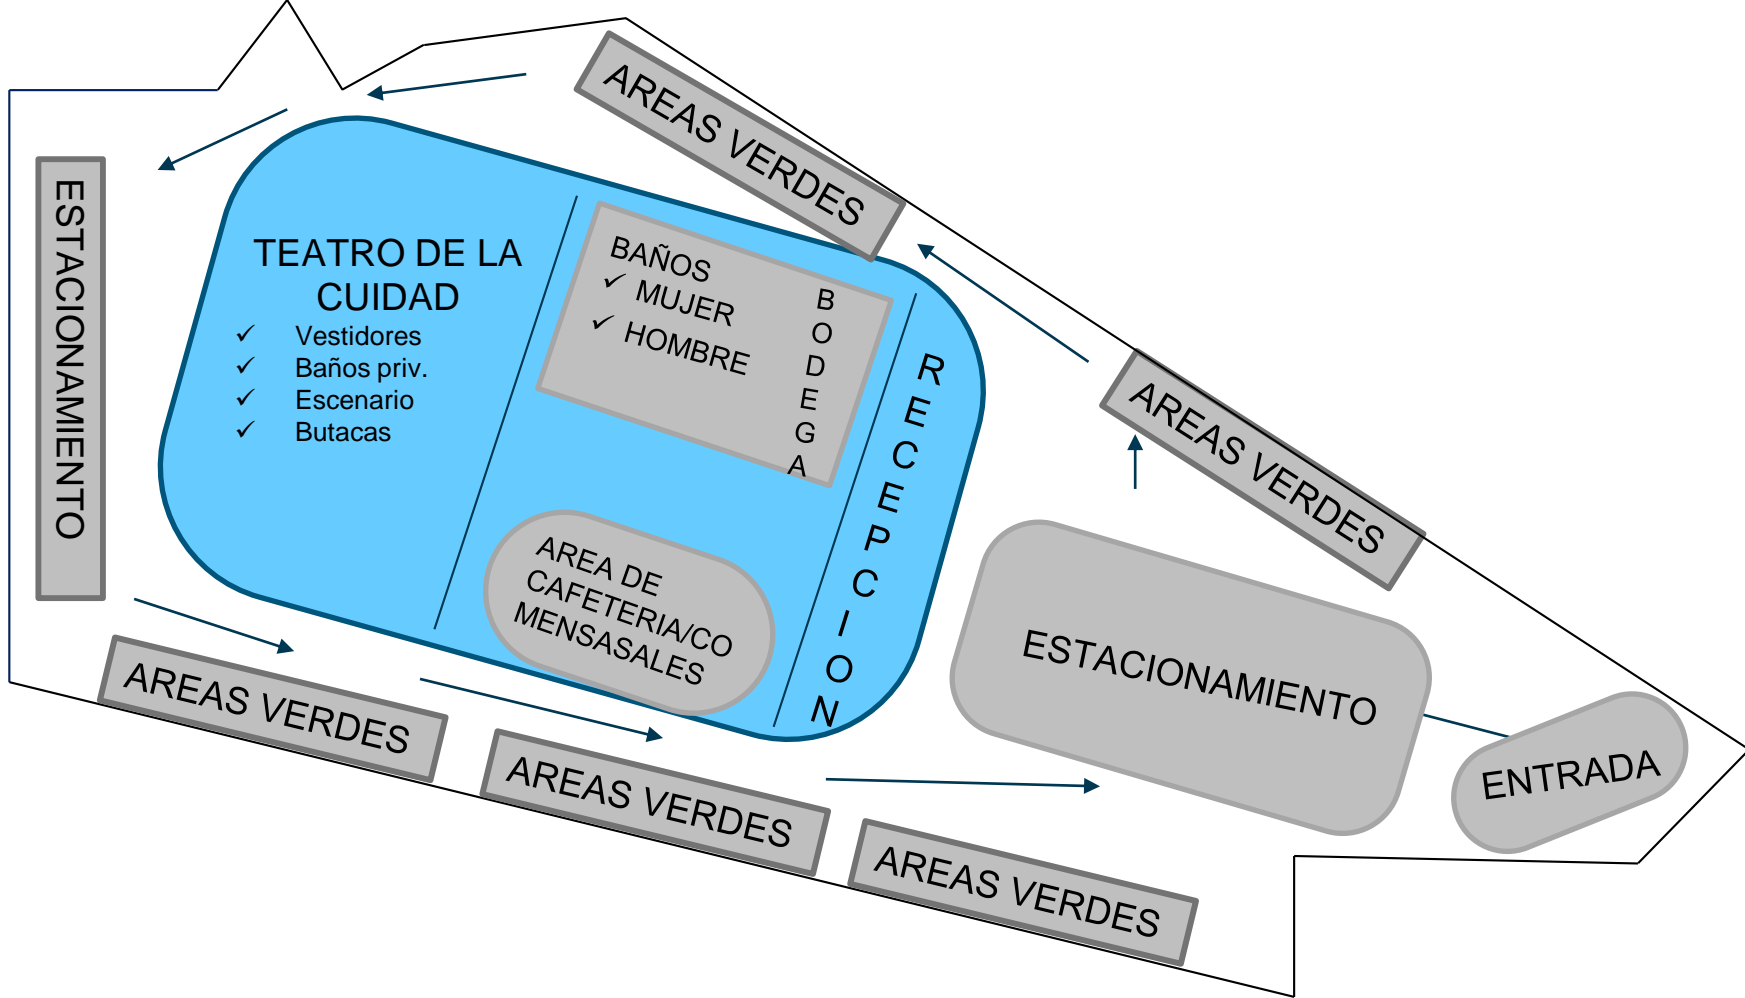 AREAS VERDES
ESTACIONAMIENTO
TEATRO DE LA
CUIDAD
✓ Vestidores
✓ Baños priv.
✓ Escenario
✓ Butacas
BAÑOS
✓ MUJER
✓ HOMBRE
BODEGA
RECEPCION
AREA DE
CAFETERIA/CO
MENSASALES
AREAS VERDES
ESTACIONAMIENTO
ENTRADA
AREAS VERDES
AREAS VERDES
AREAS VERDES